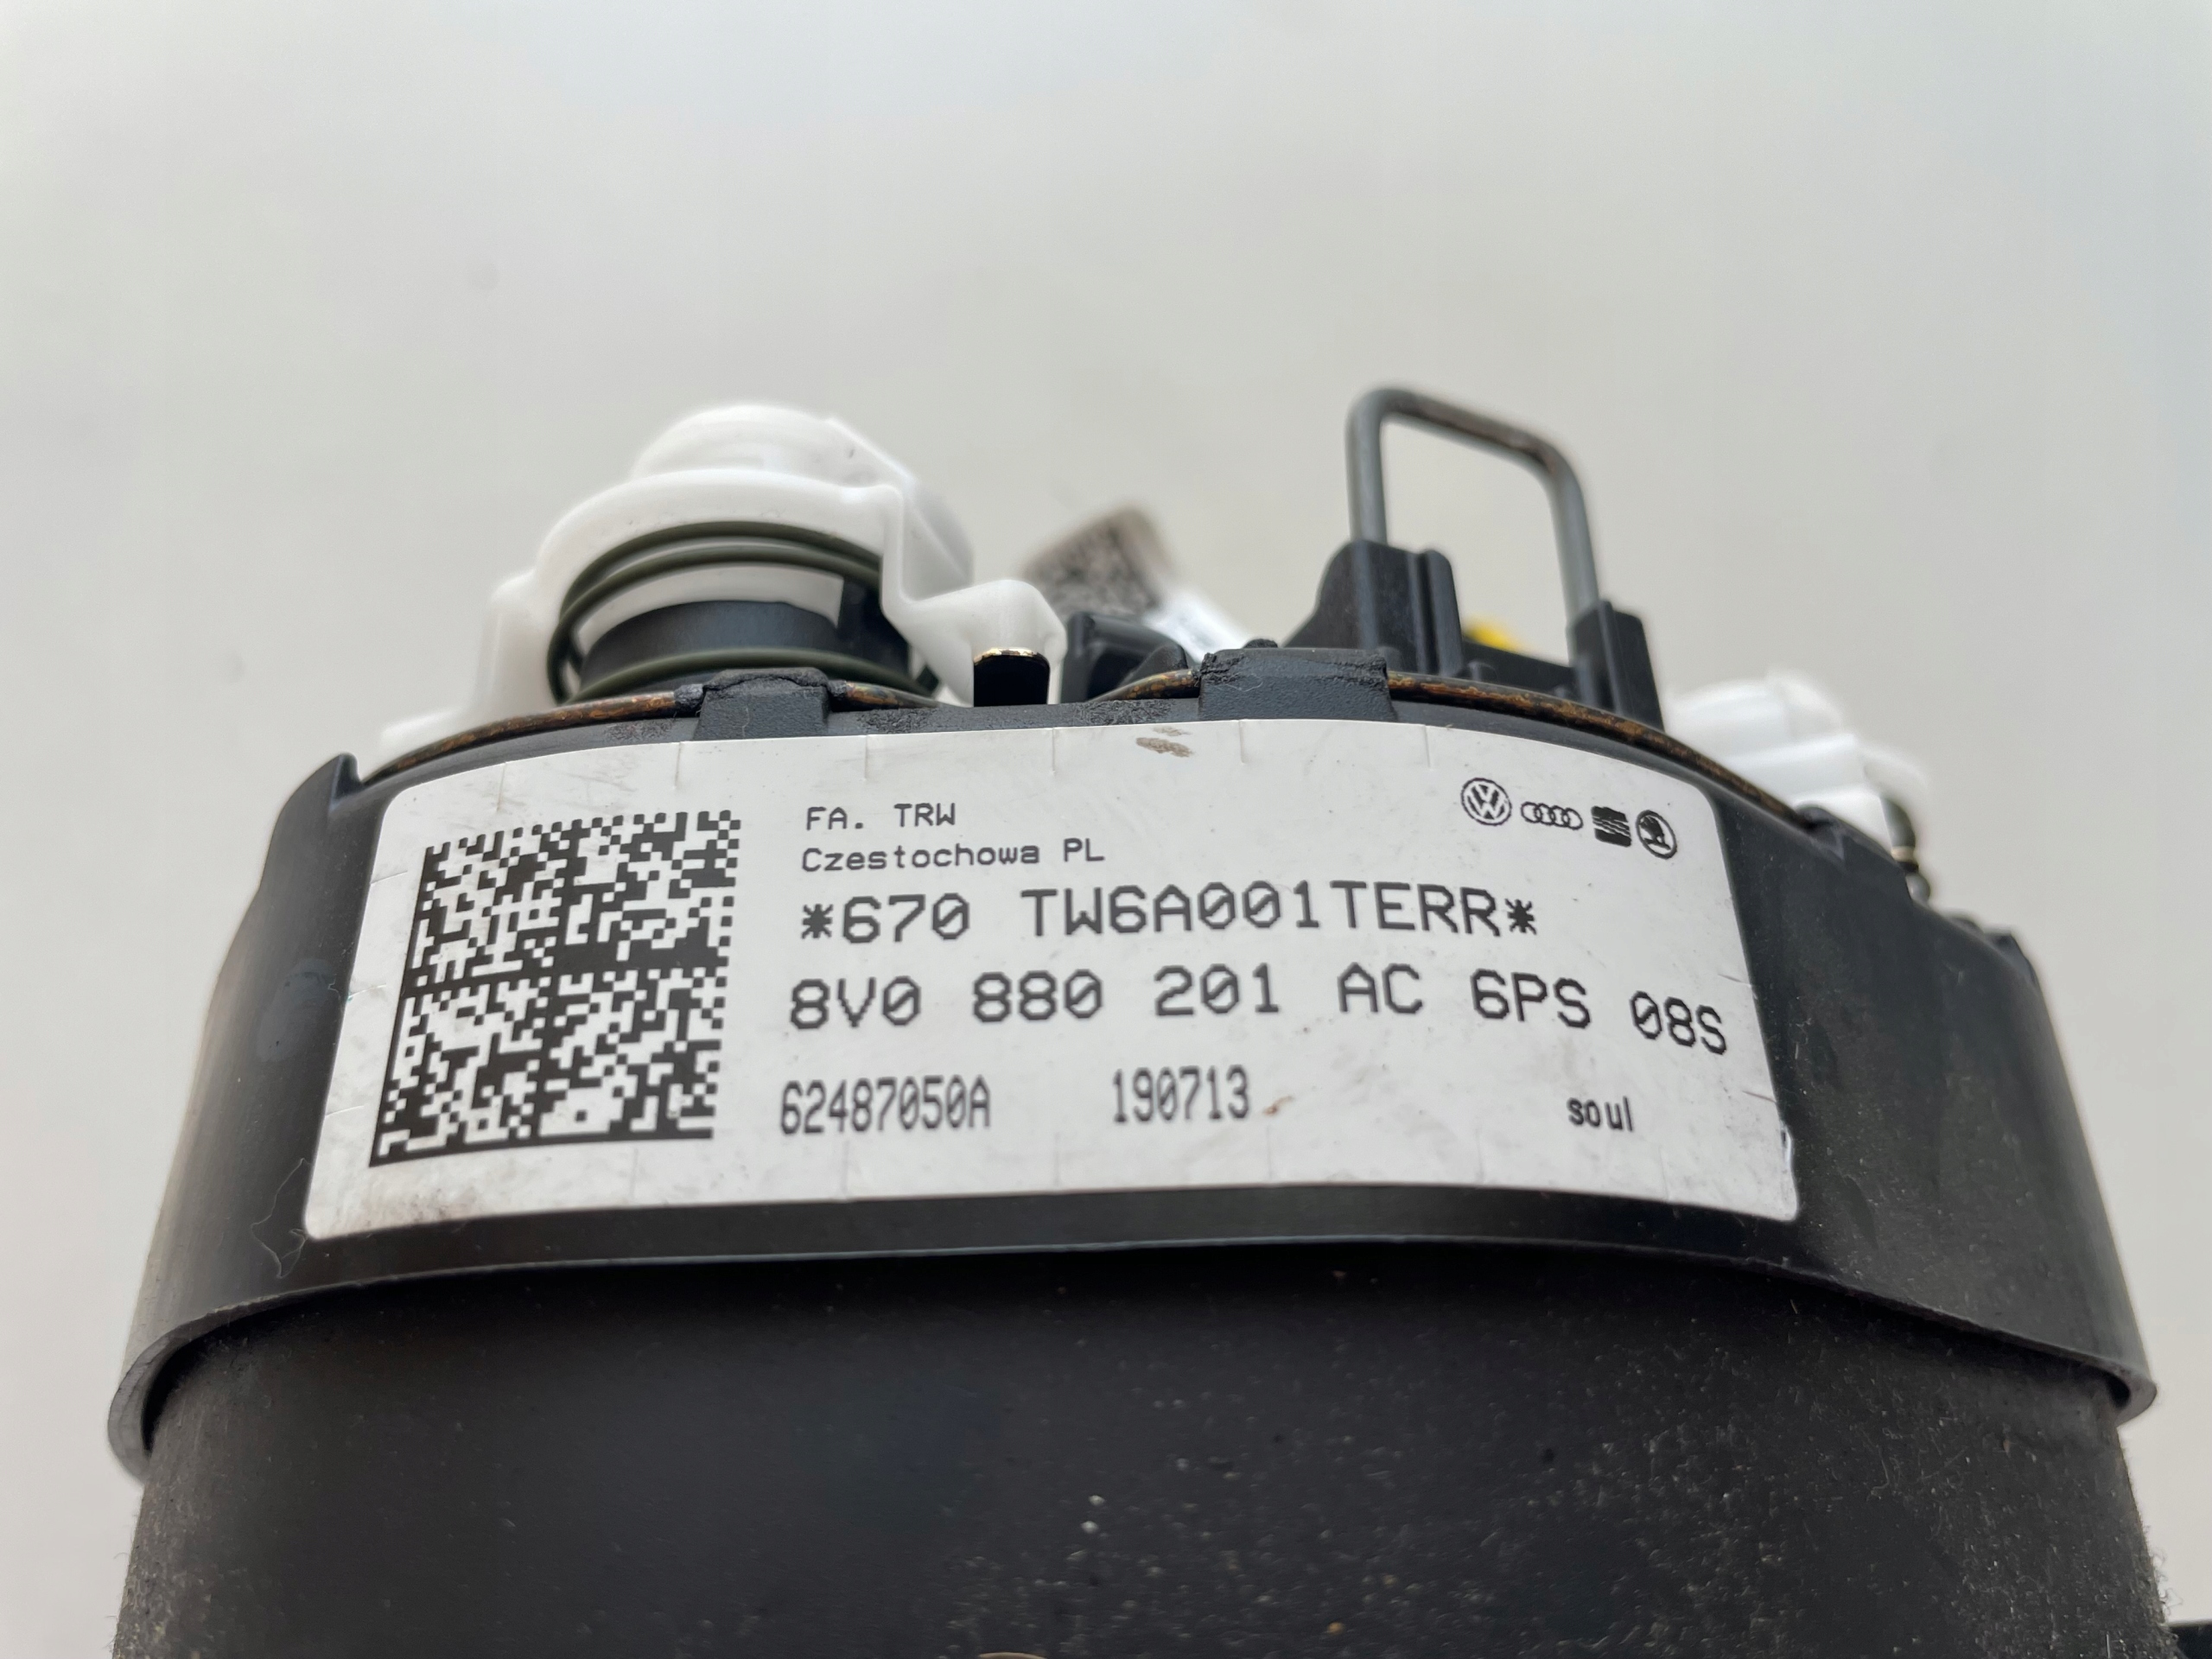 FA. TRW
Czestochowa PL
*670 TW6A001TERR*
8V0 880 201 AC 6PS 08S
62487050A 190713 soul